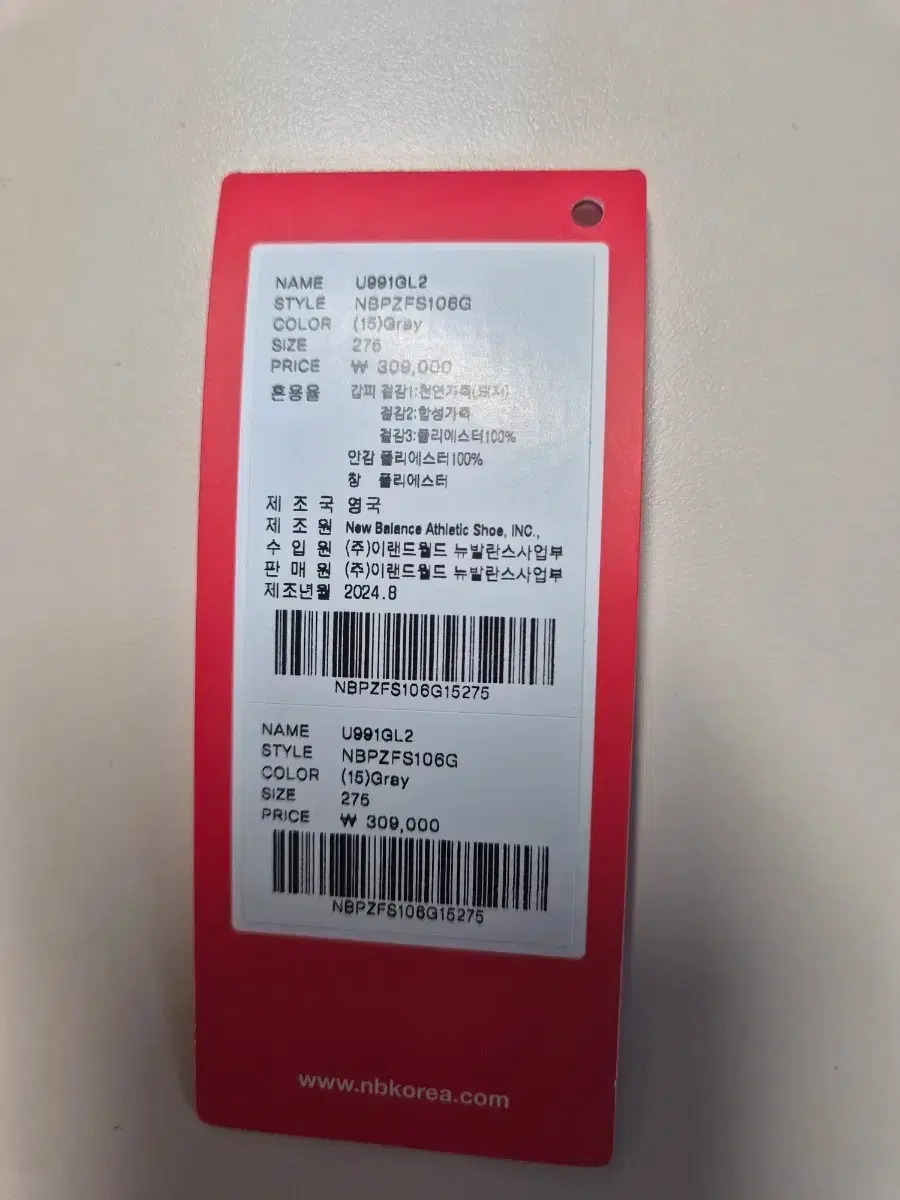 NAME U991GL2
STYLE NBPZFS106G
COLOR (15)Gray
SIZE 275
PRICE ₩ 309,000
혼용율 갑피 겉감1:천연가죽(돼지)
겉감2:합성가죽
겉감3:폴리에스터100%
안감 폴리에스터100%
창 폴리에스터
제 조 국 영국
제 조 원 New Balance Athletic Shoe, INC.,
수 입 원 (주)이랜드월드 뉴발란스사업부
판 매 원 (주)이랜드월드 뉴발란스사업부
제조년월 2024.8
NBPZFS106G15275
NAME U991GL2
STYLE NBPZFS106G
COLOR (15)Gray
SIZE 275
PRICE ₩ 309,000
NBPZFS106G15275
www.nbkorea.com